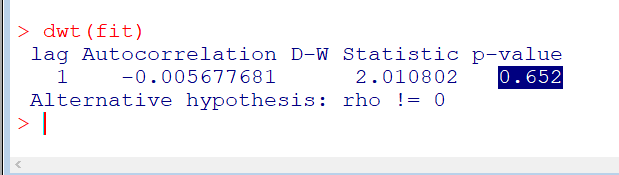 > dwt(fit)
lag Autocorrelation D-W Statistic p-value
1 -0.005677681 2.010802 0.652
Alternative hypothesis: rho != 0
>